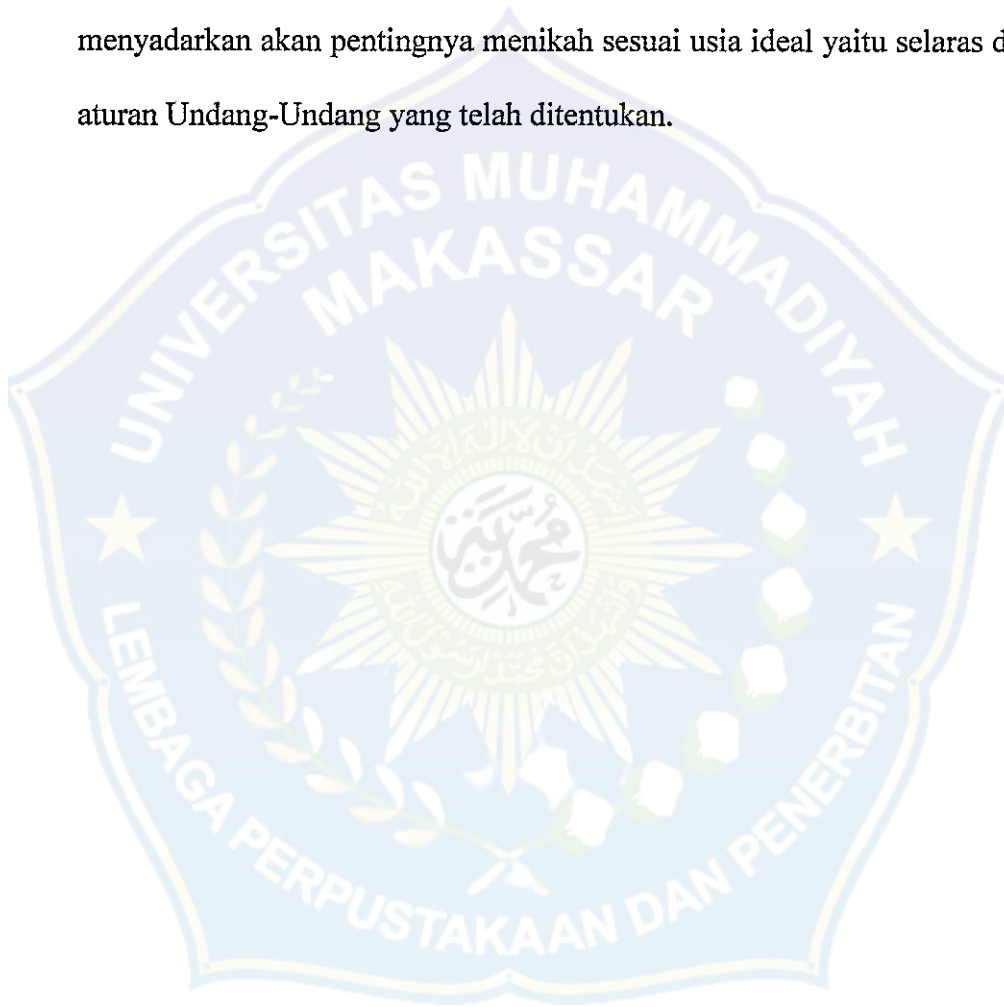 menyadarkan akan pentingnya menikah sesuai usia ideal yaitu selaras d
aturan Undang-Undang yang telah ditentukan.
UNIVERSITAS MUHAMMADIYAH
MAKASSAR
محمدية
LEMBAGA PERPUSTAKAAN DAN PENERBITAN